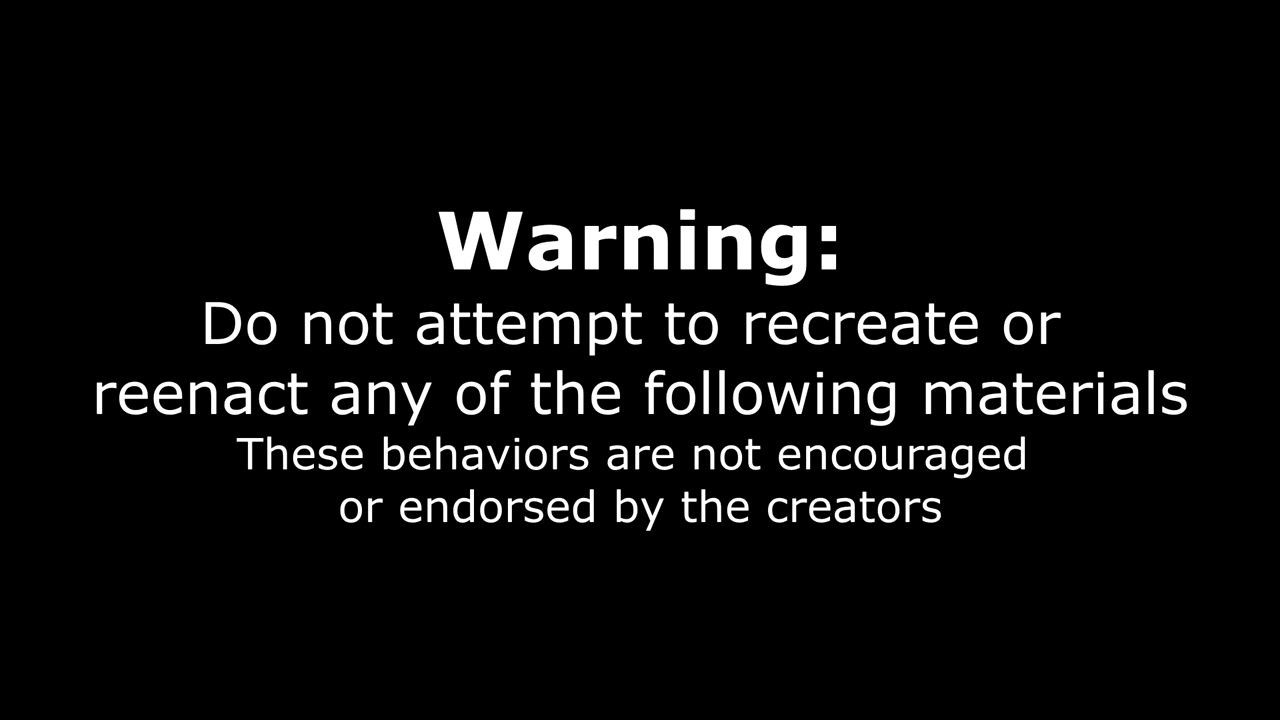 Warning:
Do not attempt to recreate or
reenact any of the following materials
These behaviors are not encouraged
or endorsed by the creators